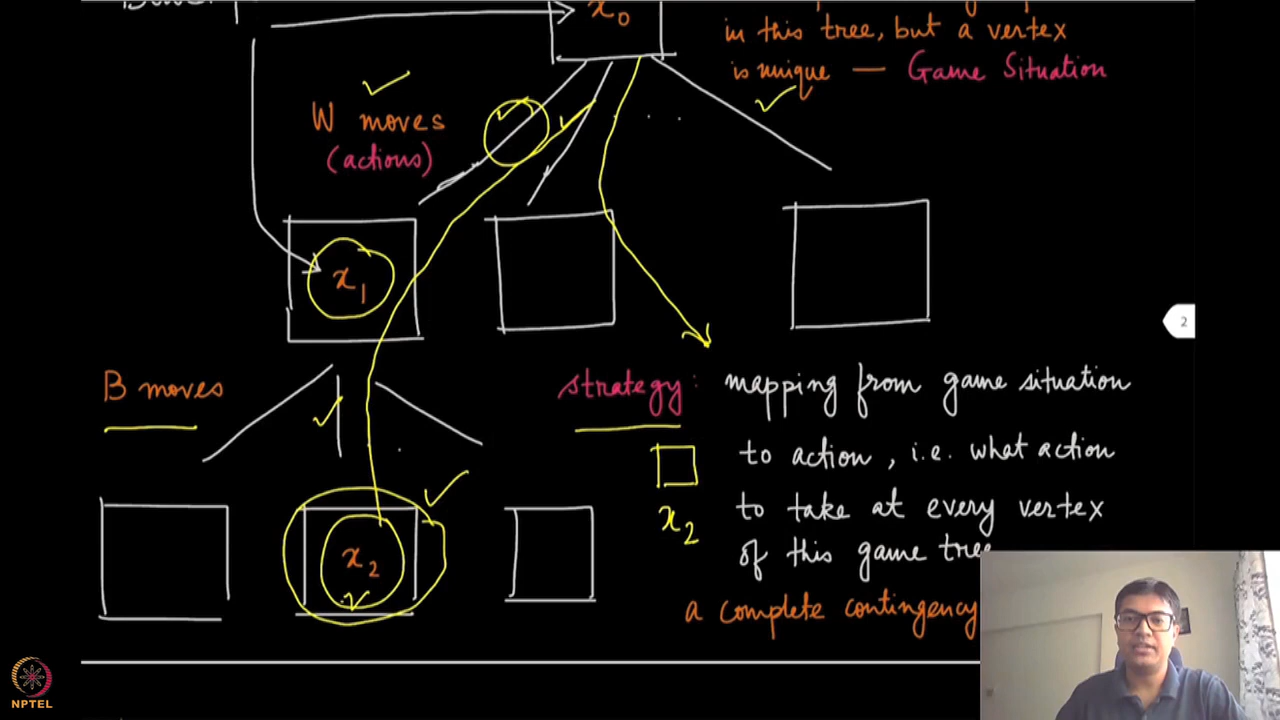 x₀
in this tree, but a vertex
is unique — Game Situation
W moves
(actions)
x₁
2
B moves
strategy: mapping from game situation
to action, i.e. what action
x₂
to take at every vertex
of this game tree
x₂
a complete contingency
NPTEL